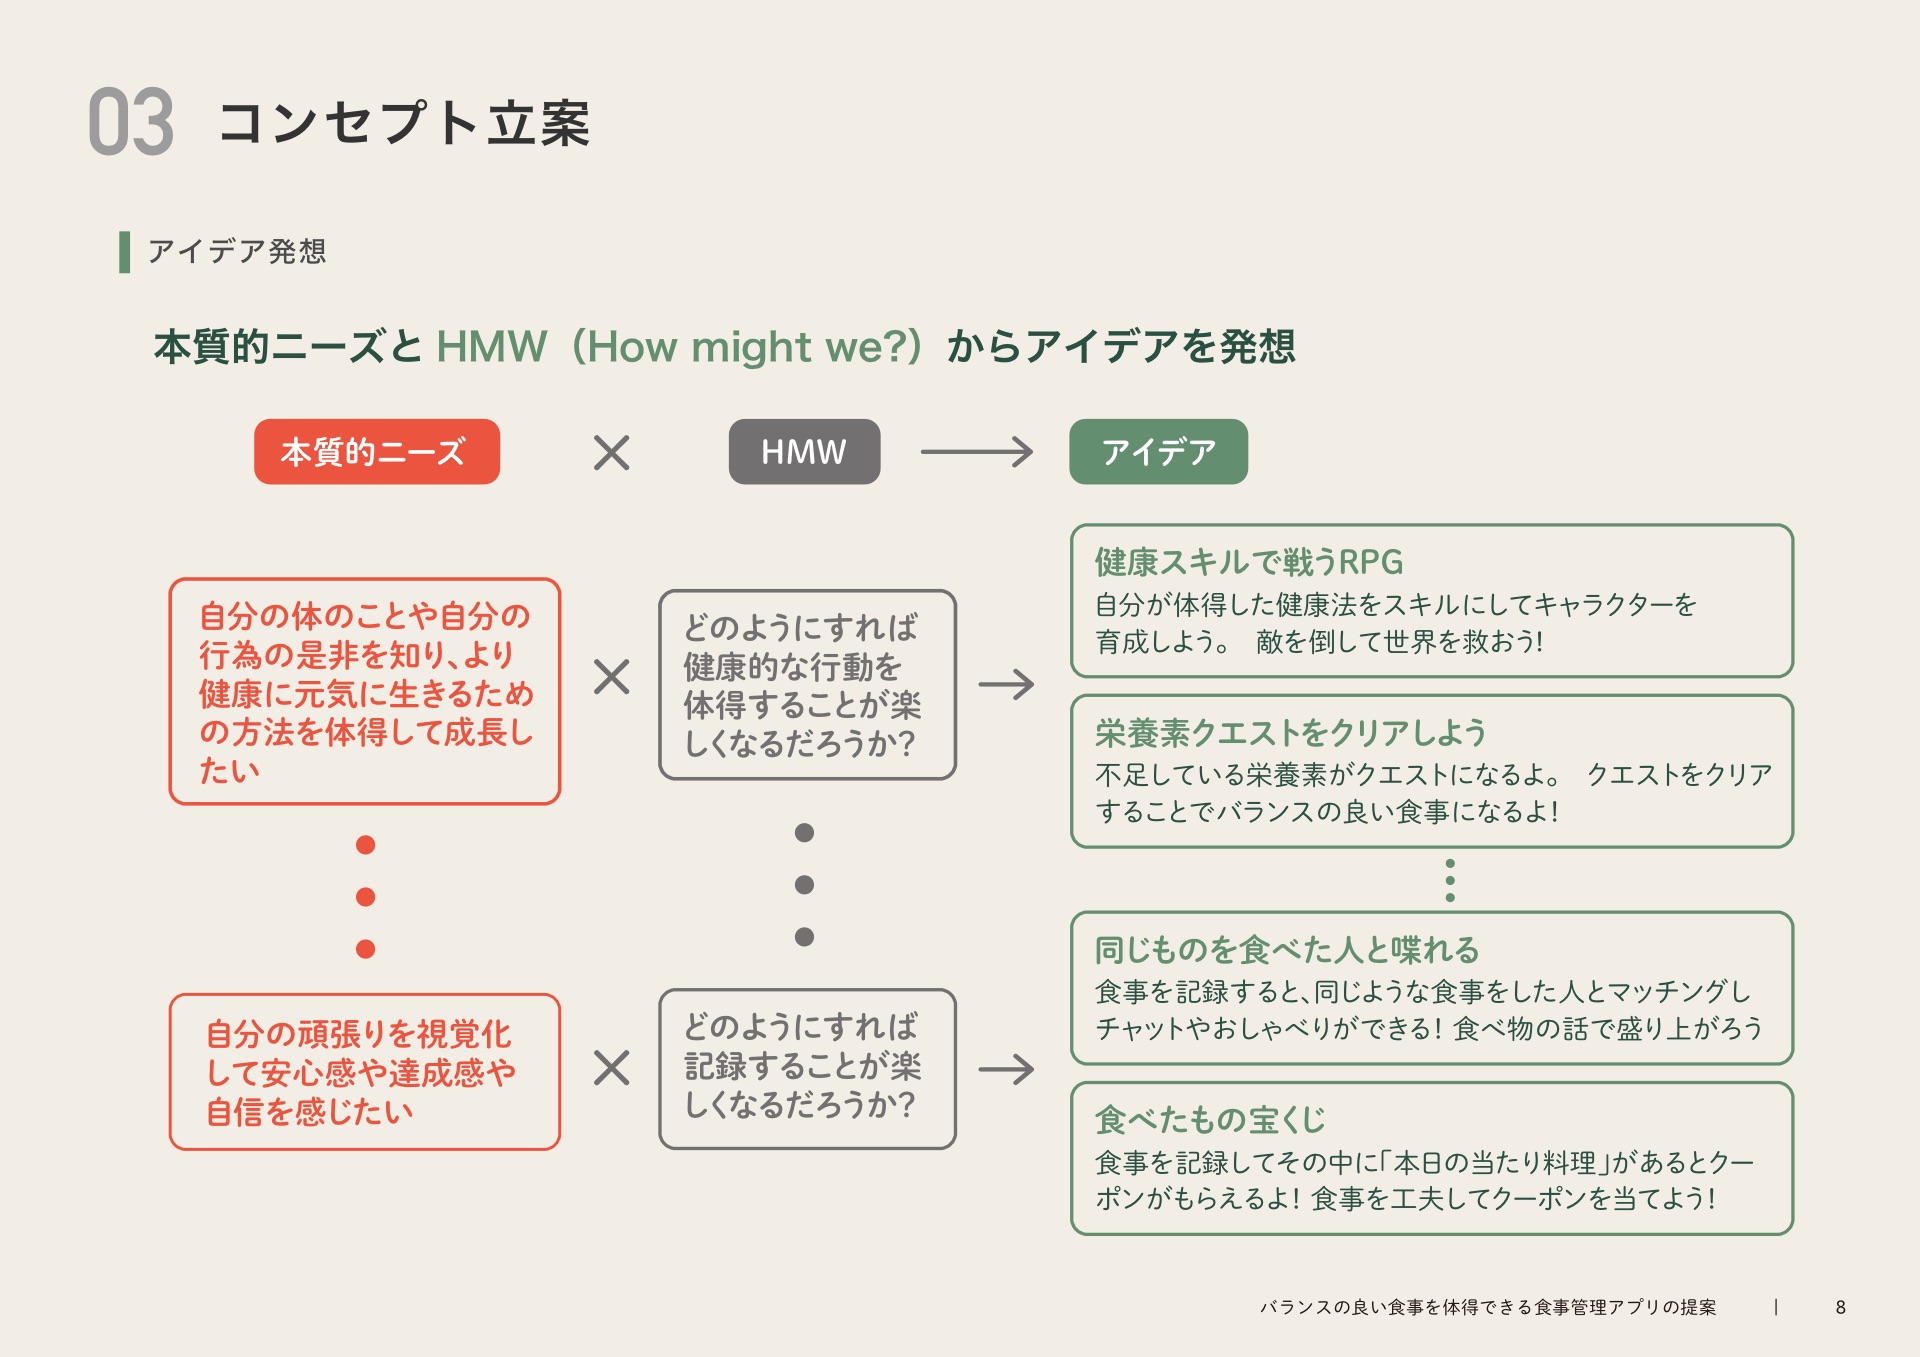 03 コンセプト立案
アイデア発想
本質的ニーズと HMW（How might we?）からアイデアを発想
本質的ニーズ
×
HMW
アイデア
自分の体のことや自分の
行為の是非を知り、より
健康に元気に生きるため
の方法を体得して成長し
たい
×
どのようにすれば
健康的な行動を
体得することが楽
しくなるだろうか？
健康スキルで戦うRPG
自分が体得した健康法をスキルにしてキャラクターを
育成しよう。　敵を倒して世界を救おう！
栄養素クエストをクリアしよう
不足している栄養素がクエストになるよ。　クエストをクリア
することでバランスの良い食事になるよ！
自分の頑張りを視覚化
して安心感や達成感や
自信を感じたい
×
どのようにすれば
記録することが楽
しくなるだろうか？
同じものを食べた人と喋れる
食事を記録すると、同じような食事をした人とマッチングし
チャットやおしゃべりができる！ 食べ物の話で盛り上がろう
食べたもの宝くじ
食事を記録してその中に「本日の当たり料理」があるとクー
ポンがもらえるよ！ 食事を工夫してクーポンを当てよう！
バランスの良い食事を体得できる食事管理アプリの提案　|　8